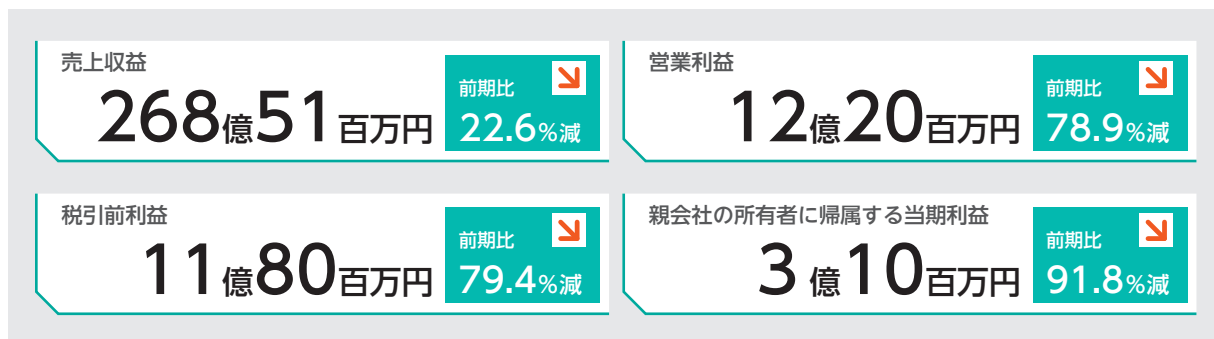 売上収益
268億51百万円
前期比
22.6%減
営業利益
12億20百万円
前期比
78.9%減
税引前利益
11億80百万円
前期比
79.4%減
親会社の所有者に帰属する当期利益
3億10百万円
前期比
91.8%減